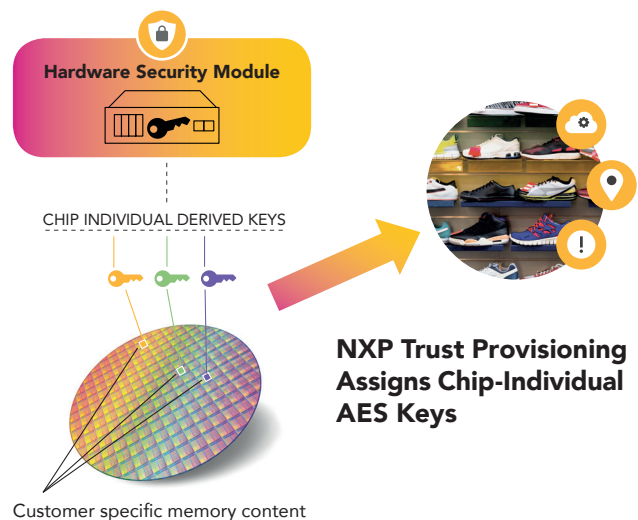 Hardware Security Module
CHIP INDIVIDUAL DERIVED KEYS
NXP Trust Provisioning
Assigns Chip-Individual
AES Keys
Customer specific memory content